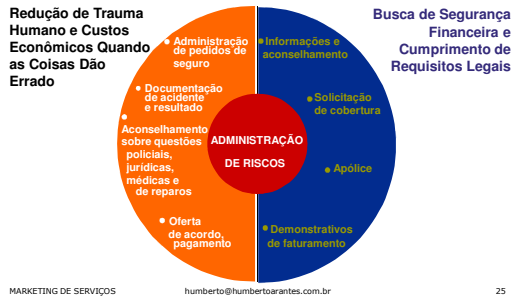 Redução de Trauma
Humano e Custos
Econômicos Quando
as Coisas Dão
Errado
Busca de Segurança
Financeira e
Cumprimento de
Requisitos Legais
• Administração
de pedidos de
seguro
• Documentação
de acidente
e resultado
•
Aconselhamento
sobre questões
policiais,
jurídicas,
médicas e
de reparos
• Oferta
de acordo,
pagamento
ADMINISTRAÇÃO
DE RISCOS
• Informações e
aconselhamento
• Solicitação
de cobertura
• Apólice
• Demonstrativos
de faturamento
MARKETING DE SERVIÇOS
humberto@humbertoarantes.com.br
25